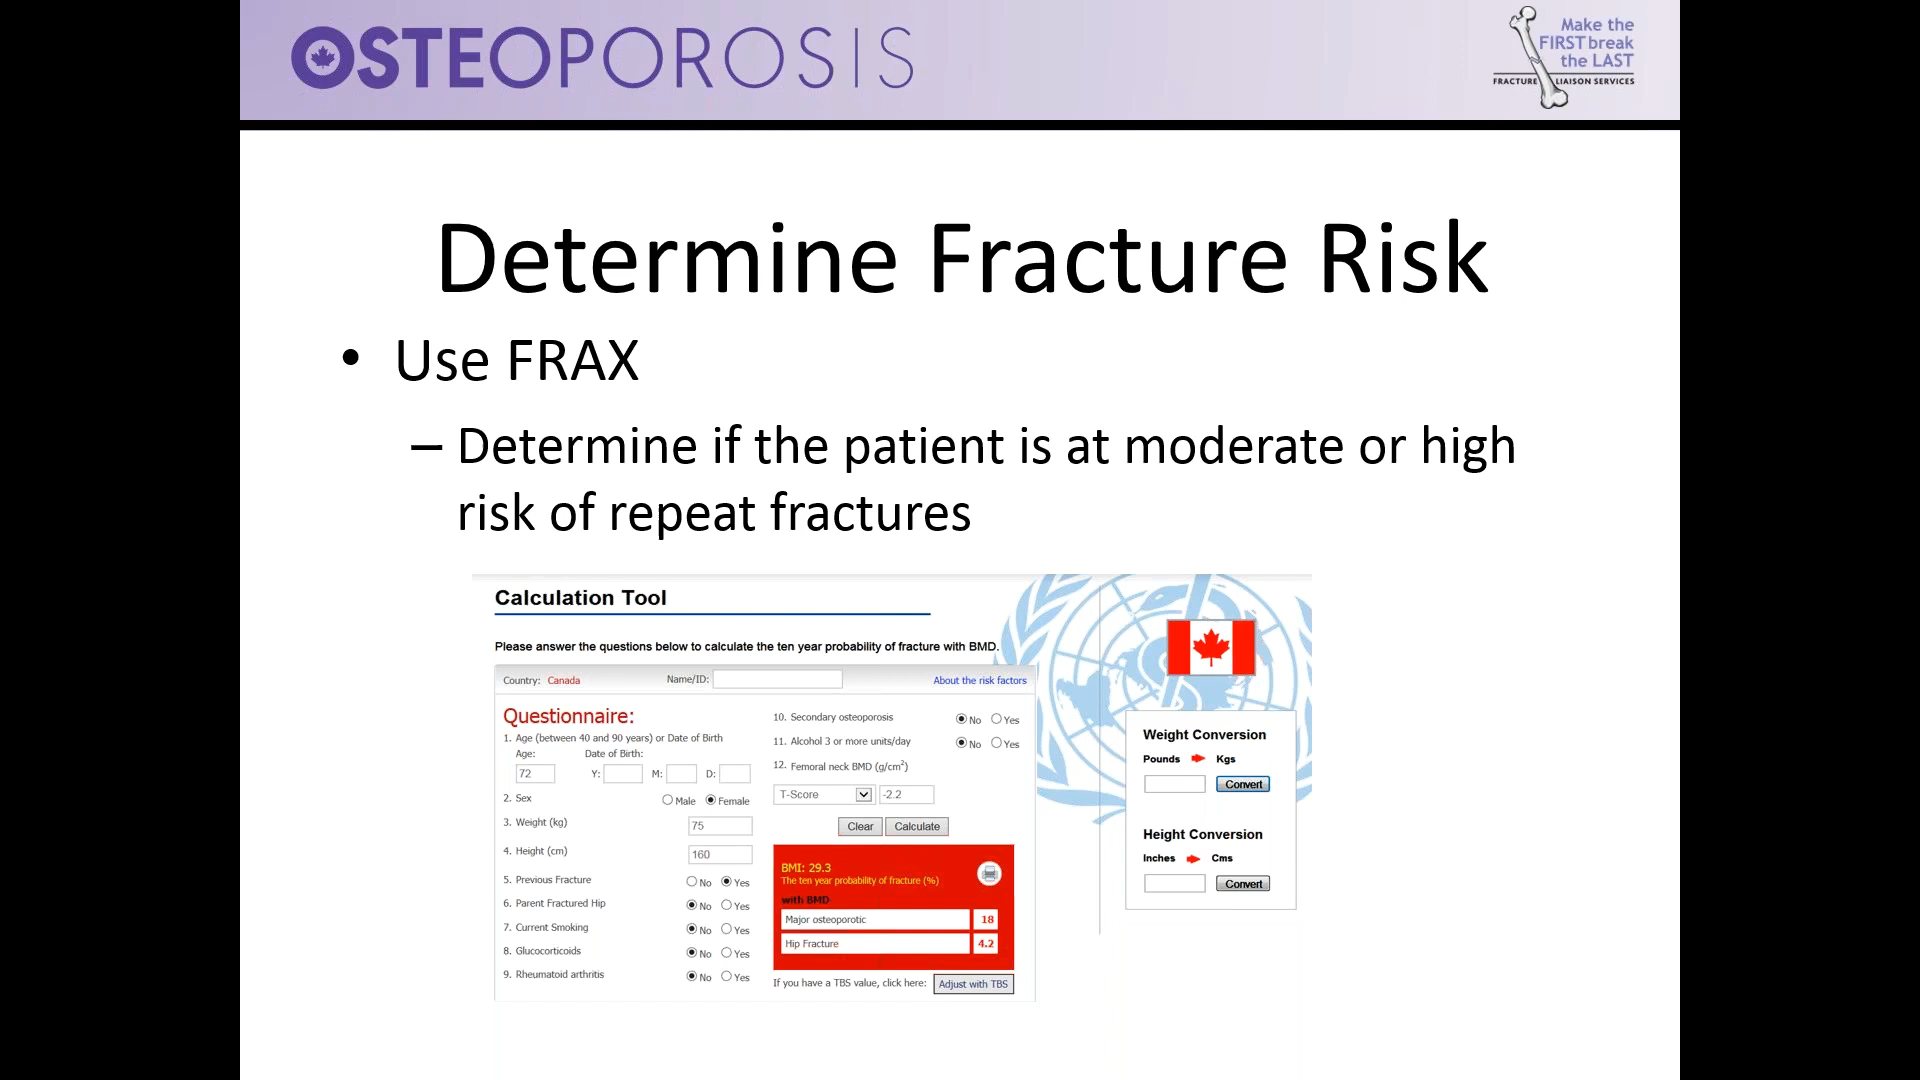 OSTEOPOROSIS
Make the
FIRST break
the LAST
FRACTURE LIAISON SERVICES
Determine Fracture Risk
• Use FRAX
– Determine if the patient is at moderate or high
risk of repeat fractures
Calculation Tool
Please answer the questions below to calculate the ten year probability of fracture with BMD.
Country: Canada Name/ID: About the risk factors
Questionnaire:
1. Age (between 40 and 90 years) or Date of Birth
Age: Date of Birth:
72 Y: M: D:
2. Sex Male Female
3. Weight (kg) 75
4. Height (cm) 160
5. Previous Fracture No Yes
6. Parent Fractured Hip No Yes
7. Current Smoking No Yes
8. Glucocorticoids No Yes
9. Rheumatoid arthritis No Yes
10. Secondary osteoporosis No Yes
11. Alcohol 3 or more units/day No Yes
12. Femoral neck BMD (g/cm²)
T-Score -2.2
Clear Calculate
BMI: 29.3
The ten year probability of fracture (%)
with BMD
Major osteoporotic 18
Hip Fracture 4.2
If you have a TBS value, click here: Adjust with TBS
Weight Conversion
Pounds Kgs
Convert
Height Conversion
Inches Cms
Convert